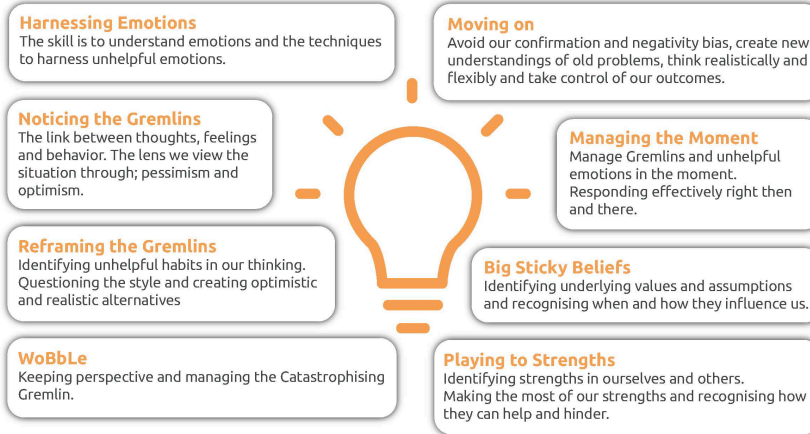 Harnessing Emotions
The skill is to understand emotions and the techniques
to harness unhelpful emotions.
Noticing the Gremlins
The link between thoughts, feelings
and behavior. The lens we view the
situation through; pessimism and
optimism.
Reframing the Gremlins
Identifying unhelpful habits in our thinking.
Questioning the style and creating optimistic
and realistic alternatives
WoBbLe
Keeping perspective and managing the Catastrophising
Gremlin.
Moving on
Avoid our confirmation and negativity bias, create new
understandings of old problems, think realistically and
flexibly and take control of our outcomes.
Managing the Moment
Manage Gremlins and unhelpful
emotions in the moment.
Responding effectively right then
and there.
Big Sticky Beliefs
Identifying underlying values and assumptions
and recognising when and how they influence us.
Playing to Strengths
Identifying strengths in ourselves and others.
Making the most of our strengths and recognising how
they can help and hinder.